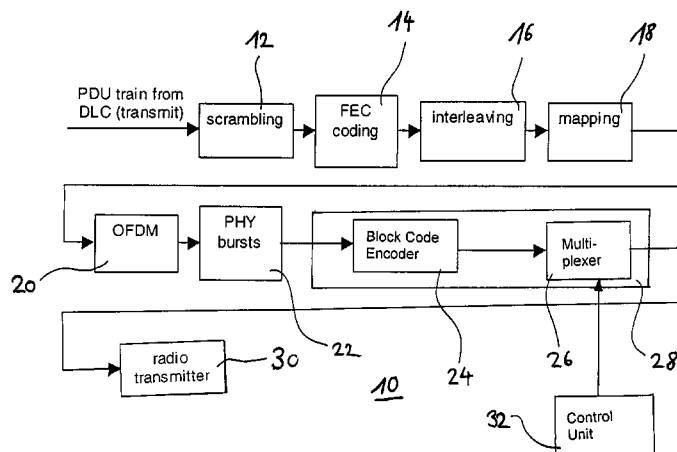 12
14
16
18
PDU train from
DLC (transmit)
scrambling
FEC
coding
interleaving
mapping
OFDM
PHY
bursts
Block Code
Encoder
Multi-
plexer
20
22
24
26
28
radio
transmitter
30
10
32
Control
Unit